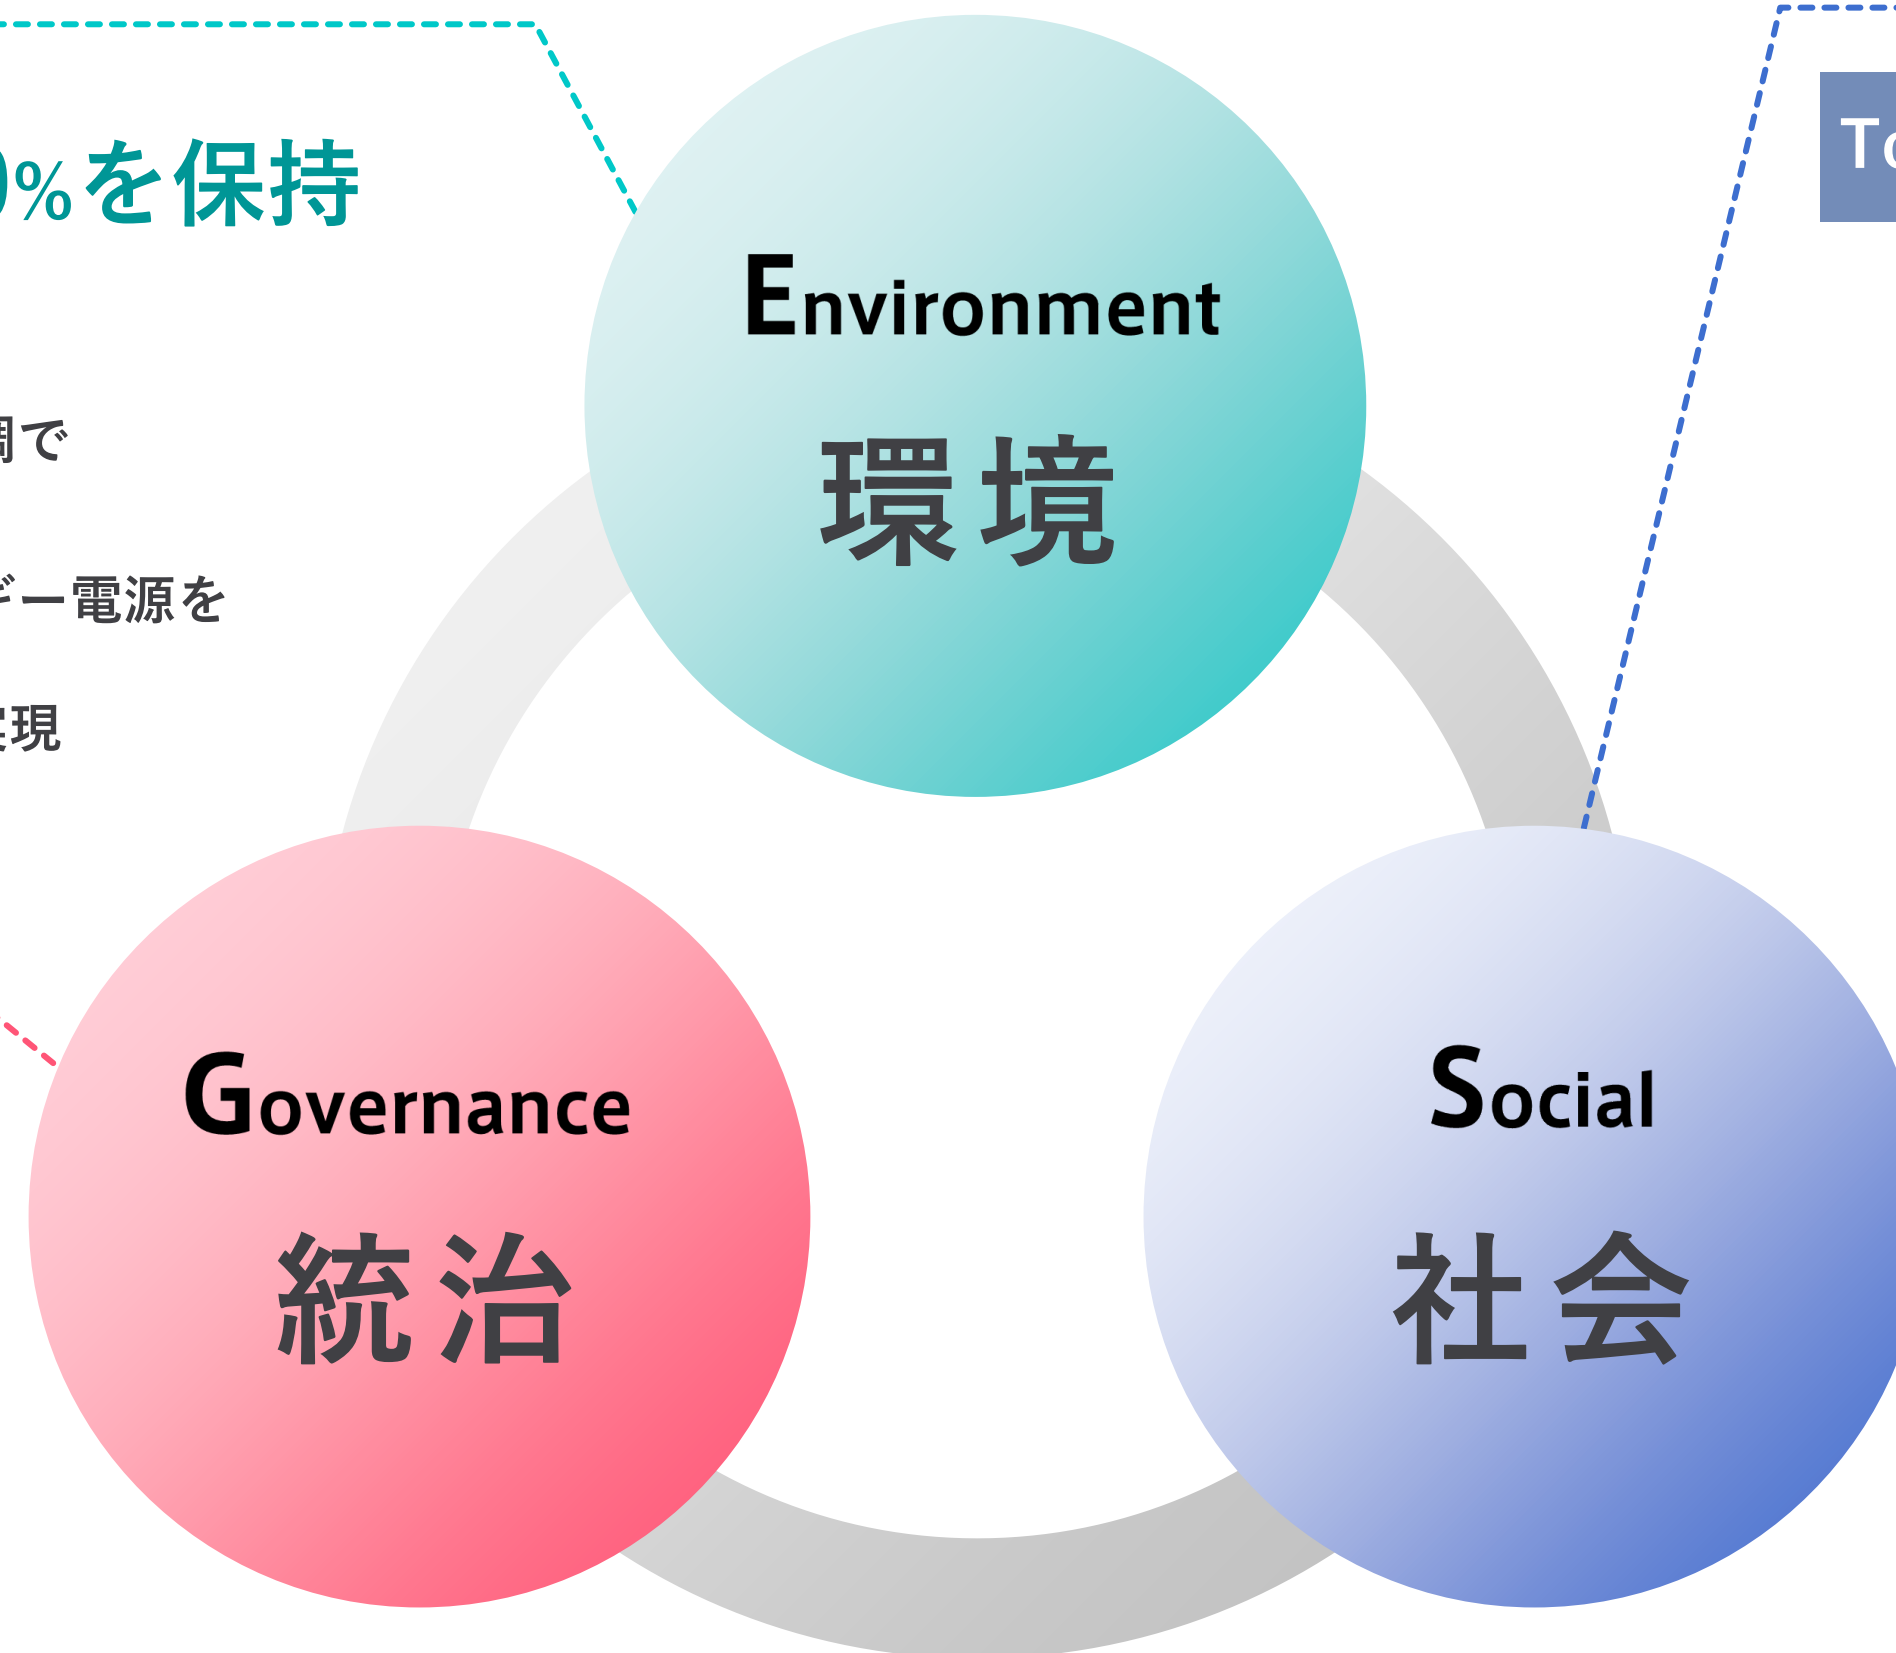 %を保持
で
ー電源を
現
Environment
環境
Governance
統治
Social
社会